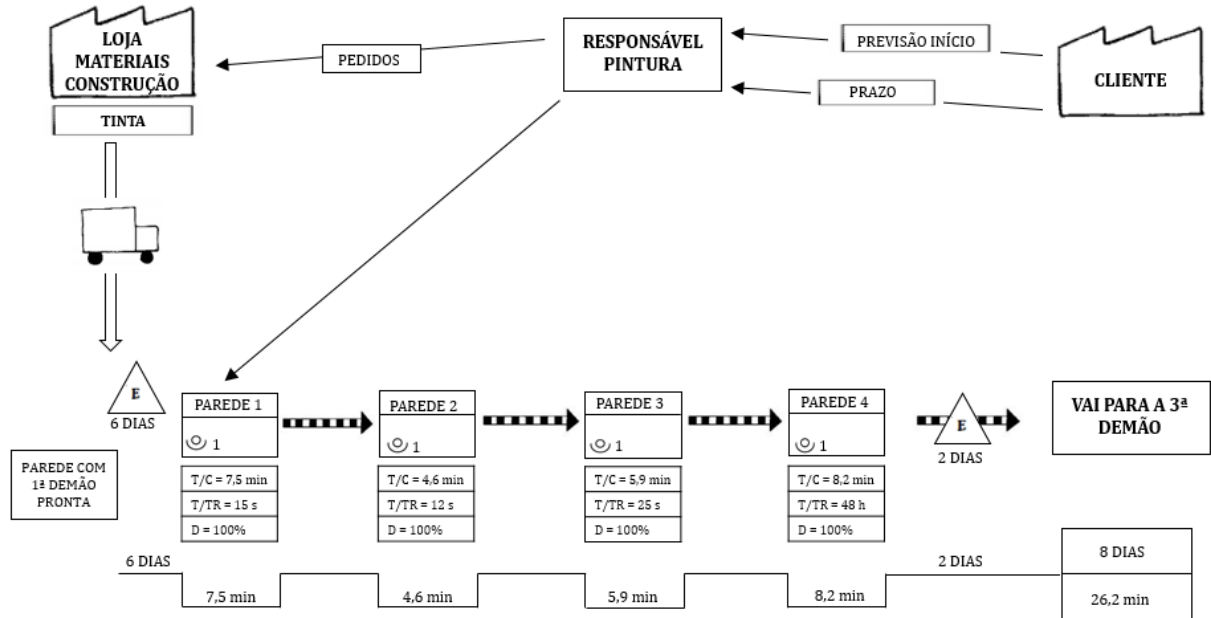 LOJA
MATERIAIS
CONSTRUÇÃO
TINTA
PEDIDOS
RESPONSÁVEL
PINTURA
PREVISÃO INÍCIO
PRAZO
CLIENTE
E
6 DIAS
PAREDE COM
1ª DEMÃO
PRONTA
PAREDE 1
1
T/C = 7,5 min
T/TR = 15 s
D = 100%
PAREDE 2
1
T/C = 4,6 min
T/TR = 12 s
D = 100%
PAREDE 3
1
T/C = 5,9 min
T/TR = 25 s
D = 100%
PAREDE 4
1
T/C = 8,2 min
T/TR = 48 h
D = 100%
E
2 DIAS
VAI PARA A 3ª
DEMÃO
6 DIAS
7,5 min
4,6 min
5,9 min
8,2 min
2 DIAS
8 DIAS
26,2 min